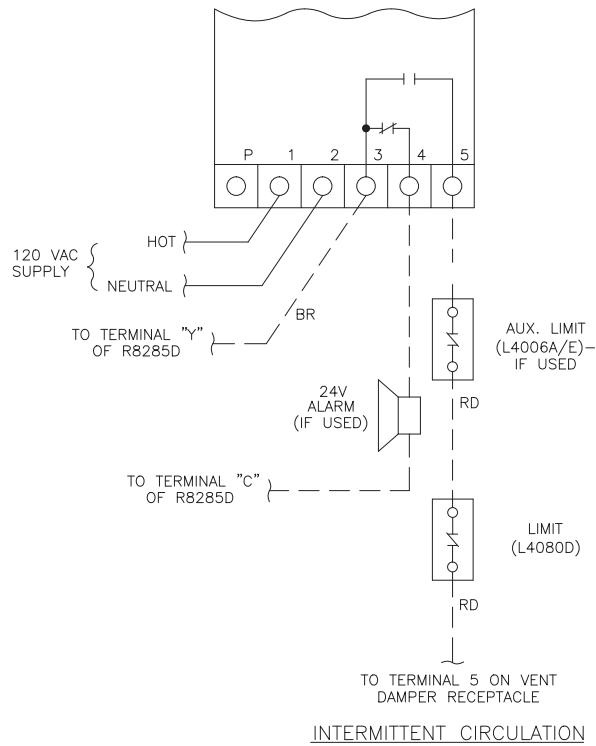 P 1 2 3 4 5
HOT
120 VAC
SUPPLY
NEUTRAL
BR
TO TERMINAL "Y"
OF R8285D
AUX. LIMIT
(L4006A/E)-
IF USED
RD
24V
ALARM
(IF USED)
TO TERMINAL "C"
OF R8285D
LIMIT
(L4080D)
RD
TO TERMINAL 5 ON VENT
DAMPER RECEPTACLE
INTERMITTENT CIRCULATION